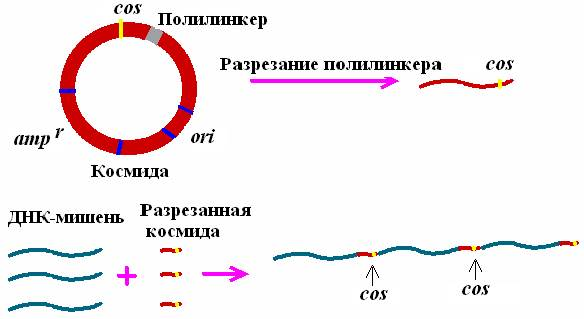 cos
Полилинкер
Разрезание полилинкера
cos
amp r
ori
Космида
ДНК-мишень
Разрезанная
космида
cos
cos